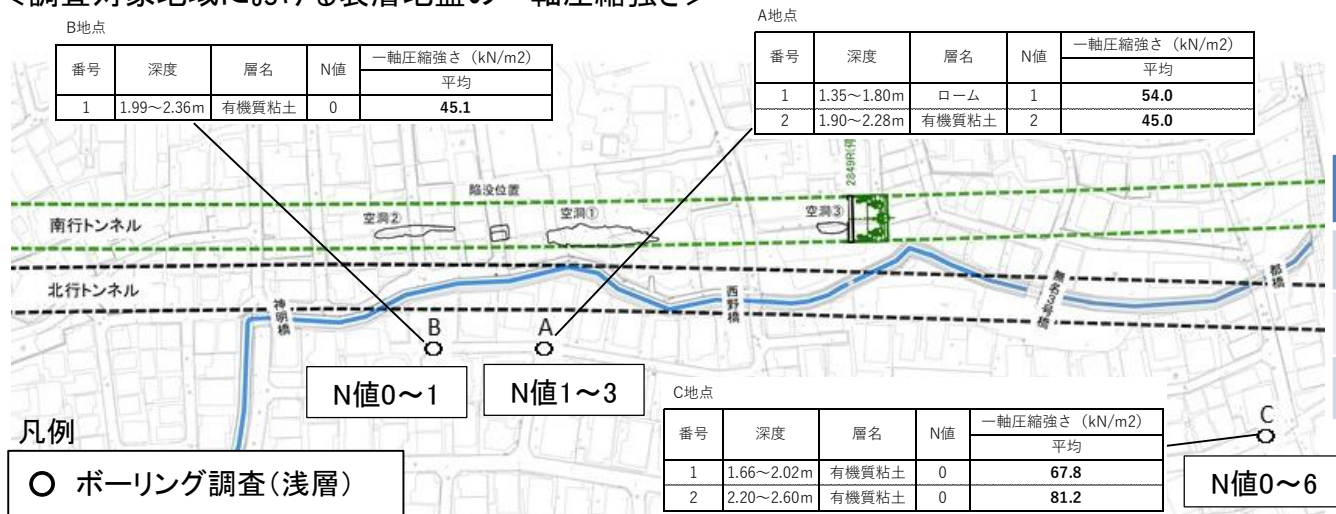 <調査対象地域における表層地盤の一軸圧縮強さ>
B地点
番号 深度 層名 N値 一軸圧縮強さ（kN/m2）
平均
1 1.99～2.36m 有機質粘土 0 45.1
A地点
番号 深度 層名 N値 一軸圧縮強さ（kN/m2）
平均
1 1.35～1.80m ローム 1 54.0
2 1.90～2.28m 有機質粘土 2 45.0
陥没位置
空洞②
空洞①
空洞③
南行トンネル
北行トンネル
神明橋
西野橋
都橋
B
A
N値0～1
N値1～3
C地点
番号 深度 層名 N値 一軸圧縮強さ（kN/m2）
平均
1 1.66～2.02m 有機質粘土 0 67.8
2 2.20～2.60m 有機質粘土 0 81.2
C
N値0～6
凡例
ボーリング調査（浅層）